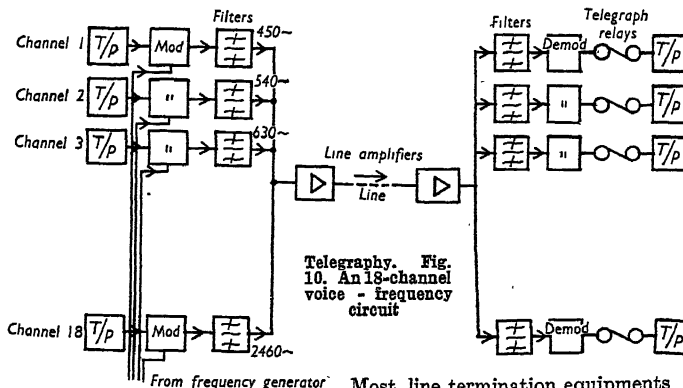 Filters
Channel 1 T/p Mod 450~
Channel 2 T/p " 540~
Channel 3 T/p " 630~
Channel 18 T/p Mod 2460~
From frequency generator
Line amplifiers
Line
Telegraphy. Fig.
10. An 18-channel
voice - frequency
circuit
Filters
Telegraph
relays
Demod T/p
" T/p
" T/p
Demod T/p
Most line termination equipments